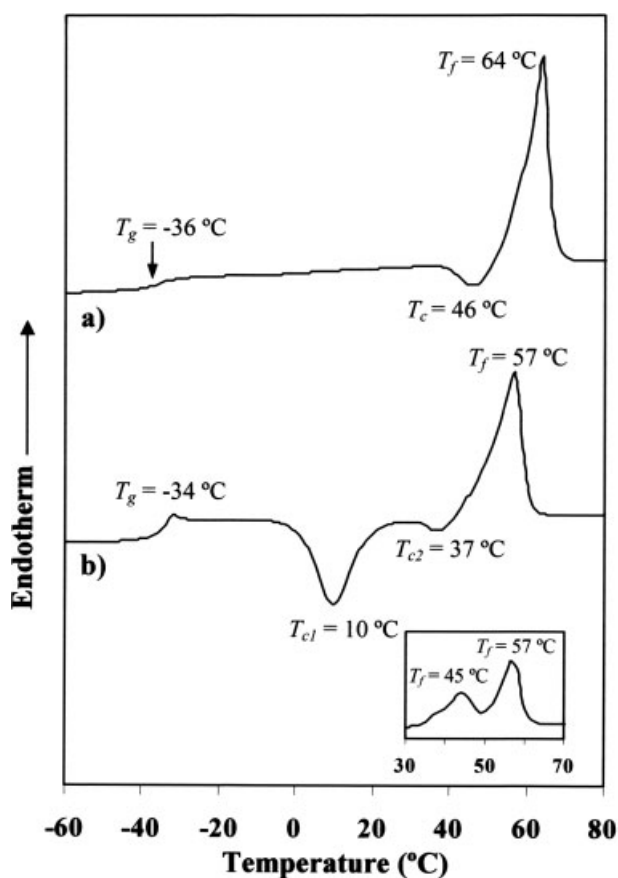 T_f = 64 ºC
T_g = -36 ºC
a)
T_c = 46 ºC
T_f = 57 ºC
T_g = -34 ºC
b)
T_c2 = 37 ºC
T_c1 = 10 ºC
T_f = 57 ºC
T_f = 45 ºC
30 50 70
Endotherm
-60 -40 -20 0 20 40 60 80
Temperature (ºC)